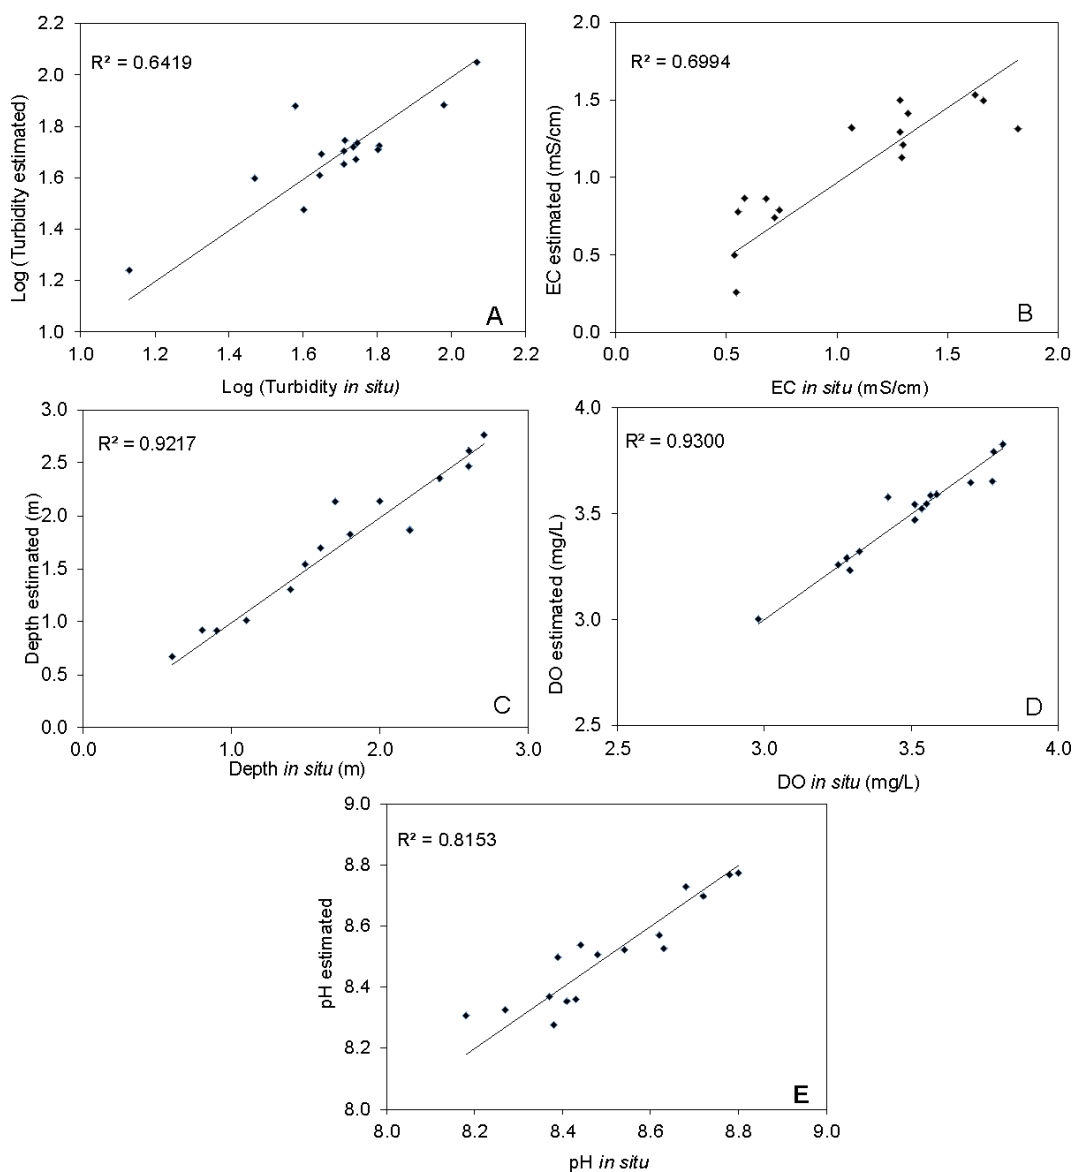 2.2
2.0
1.8
1.6
1.4
1.2
1.0
R² = 0.6419
A
1.0 1.2 1.4 1.6 1.8 2.0 2.2
Log (Turbidity estimated)
Log (Turbidity in situ)
2.0
1.5
1.0
0.5
0.0
R² = 0.6994
B
0.0 0.5 1.0 1.5 2.0
EC estimated (mS/cm)
EC in situ (mS/cm)
3.0
2.5
2.0
1.5
1.0
0.5
0.0
R² = 0.9217
C
0.0 1.0 2.0 3.0
Depth estimated (m)
Depth in situ (m)
4.0
3.5
3.0
2.5
R² = 0.9300
D
2.5 3.0 3.5 4.0
DO estimated (mg/L)
DO in situ (mg/L)
9.0
8.8
8.6
8.4
8.2
8.0
R² = 0.8153
E
8.0 8.2 8.4 8.6 8.8 9.0
pH estimated
pH in situ